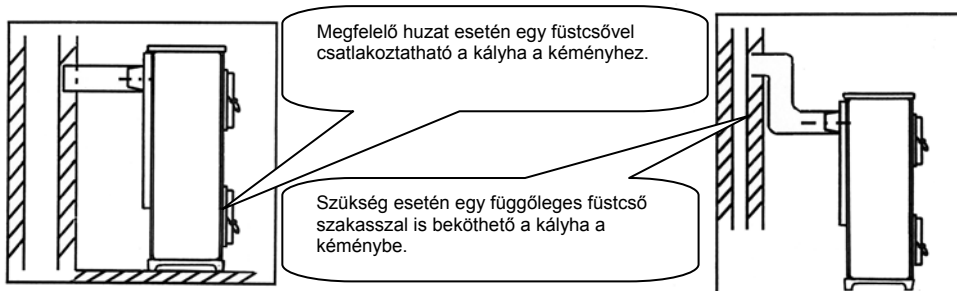 Megfelelő huzat esetén egy füstcsővel
csatlakoztatható a kályha a kéményhez.
Szükség esetén egy függőleges füstcső
szakasszal is beköthető a kályha a
kéménybe.